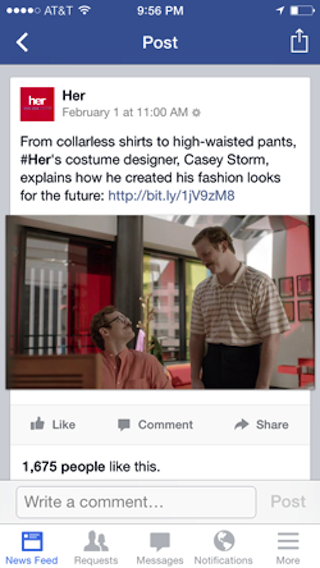 AT&T 9:56 PM
Post
her
Her
February 1 at 11:00 AM
From collarless shirts to high-waisted pants,
#Her's costume designer, Casey Storm,
explains how he created his fashion looks
for the future: http://bit.ly/1jV9zM8
Like Comment Share
1,675 people like this.
Write a comment... Post
News Feed Requests Messages Notifications More